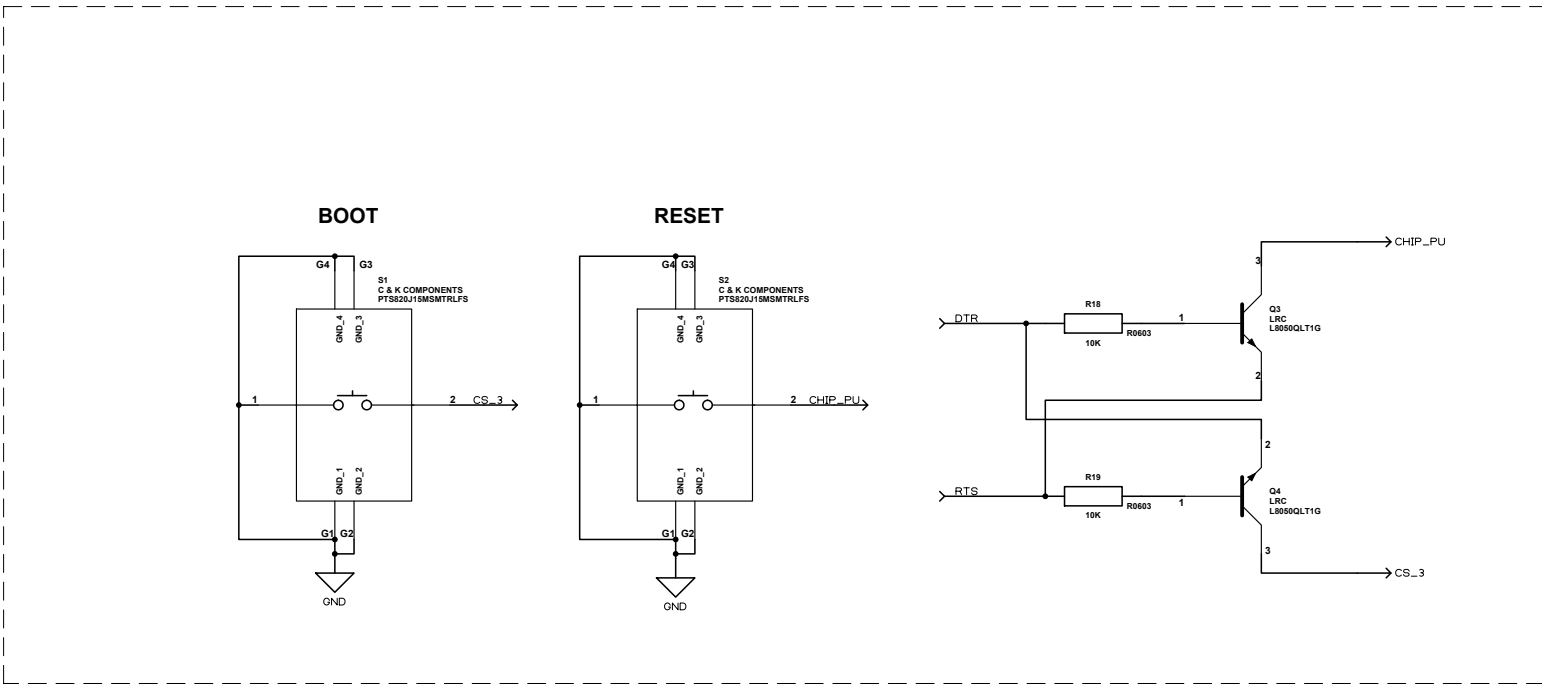 BOOT
G4
G3
S1
C & K COMPONENTS
PTS820J15MSMTRLFS
GND_4
GND_3
1
2
CS_3
GND_1
GND_2
G1
G2
GND
RESET
G4
G3
S2
C & K COMPONENTS
PTS820J15MSMTRLFS
GND_4
GND_3
1
2
CHIP_PU
GND_1
GND_2
G1
G2
GND
CHIP_PU
3
DTR
R18
10K
R0603
1
Q3
LRC
L8050QLT1G
2
2
RTS
R19
10K
R0603
1
Q4
LRC
L8050QLT1G
3
CS_3